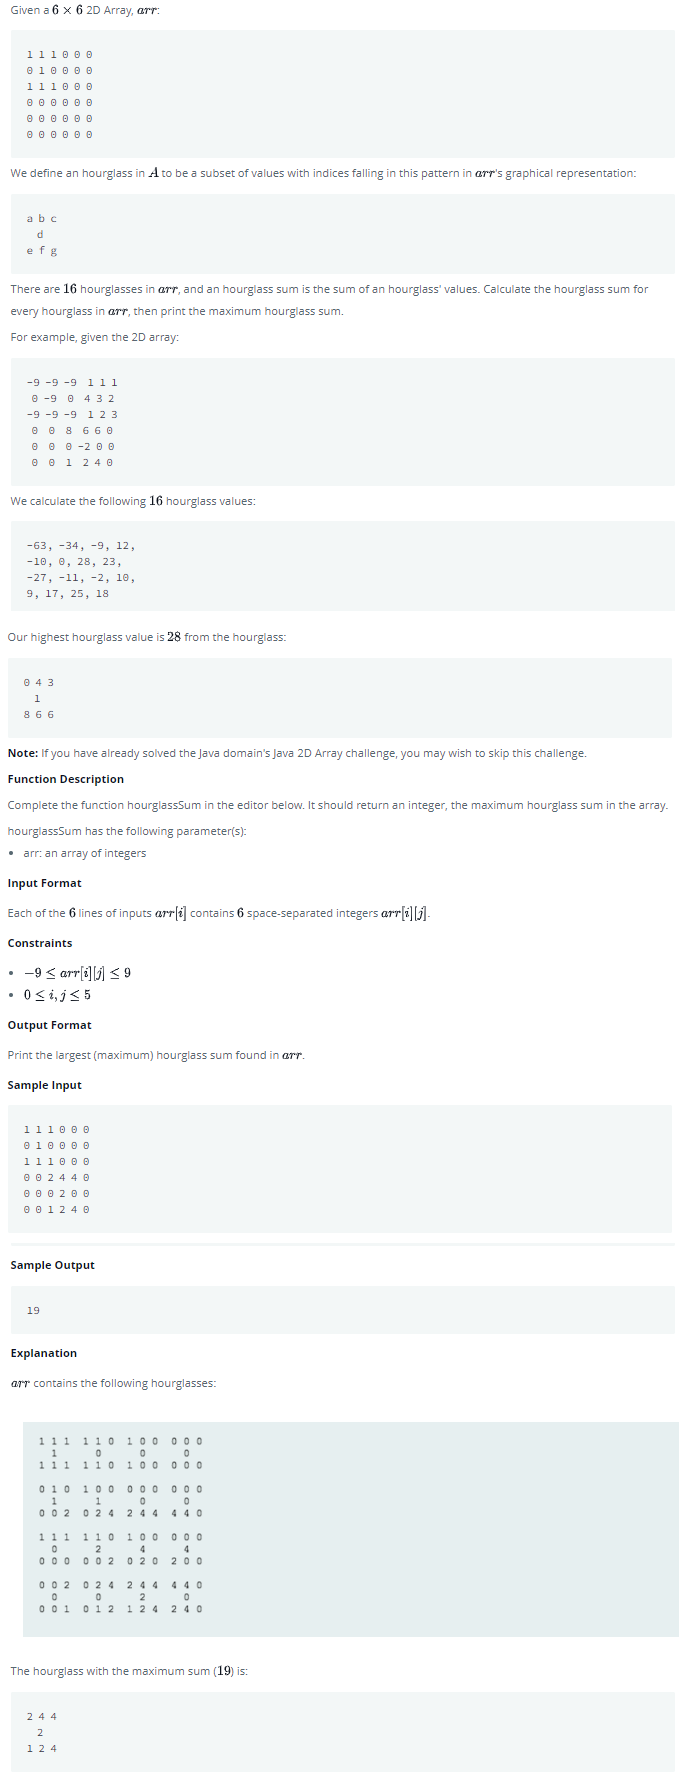 Given a 6 × 6 2D Array, arr:
1 1 1 0 0 0
0 1 0 0 0 0
1 1 1 0 0 0
0 0 0 0 0 0
0 0 0 0 0 0
0 0 0 0 0 0
We define an hourglass in A to be a subset of values with indices falling in this pattern in arr's graphical representation:
a b c
d
e f g
There are 16 hourglasses in arr, and an hourglass sum is the sum of an hourglass' values. Calculate the hourglass sum for
every hourglass in arr, then print the maximum hourglass sum.
For example, given the 2D array:
-9 -9 -9 1 1 1
0 -9 0 4 3 2
-9 -9 -9 1 2 3
0 0 8 6 6 0
0 0 0 -2 0 0
0 0 1 2 4 0
We calculate the following 16 hourglass values:
-63, -34, -9, 12,
-10, 0, 28, 23,
-27, -11, -2, 10,
9, 17, 25, 18
Our highest hourglass value is 28 from the hourglass:
0 4 3
1
8 6 6
Note: If you have already solved the Java domain's Java 2D Array challenge, you may wish to skip this challenge.
Function Description
Complete the function hourglassSum in the editor below. It should return an integer, the maximum hourglass sum in the array.
hourglassSum has the following parameter(s):
• arr: an array of integers
Input Format
Each of the 6 lines of inputs arr[i] contains 6 space-separated integers arr[i][j].
Constraints
• −9 ≤ arr[i][j] ≤ 9
• 0 ≤ i, j ≤ 5
Output Format
Print the largest (maximum) hourglass sum found in arr.
Sample Input
1 1 1 0 0 0
0 1 0 0 0 0
1 1 1 0 0 0
0 0 2 4 4 0
0 0 0 2 0 0
0 0 1 2 4 0
Sample Output
19
Explanation
arr contains the following hourglasses:
1 1 1 1 1 0 1 0 0 0 0 0
1 0 0 0
1 1 1 1 1 0 1 0 0 0 0 0
0 1 0 1 0 0 0 0 0 0 0 0
1 1 0 0
0 0 2 0 2 4 2 4 4 4 4 0
1 1 1 1 1 0 1 0 0 0 0 0
0 2 4 4
0 0 0 0 0 2 0 2 0 2 0 0
0 0 2 0 2 4 2 4 4 4 4 0
0 0 2 0
0 0 1 0 1 2 1 2 4 2 4 0
The hourglass with the maximum sum (19) is:
2 4 4
2
1 2 4